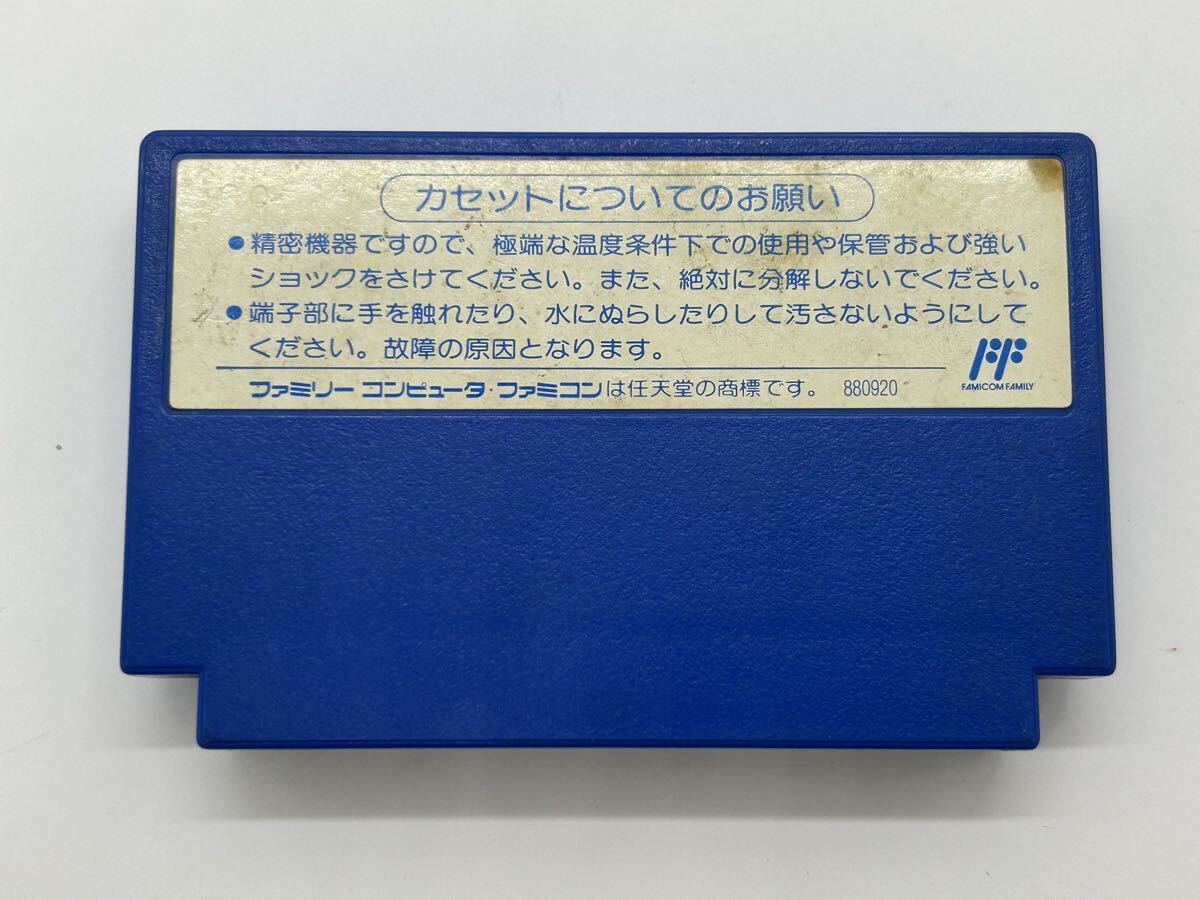 カセットについてのお願い
●精密機器ですので、極端な温度条件下での使用や保管および強い
ショックをさけてください。また、絶対に分解しないでください。
●端子部に手を触れたり、水にぬらしたりして汚さないようにして
ください。故障の原因となります。
FAMICOM FAMILY
ファミリーコンピュータ・ファミコンは任天堂の商標です。 880920